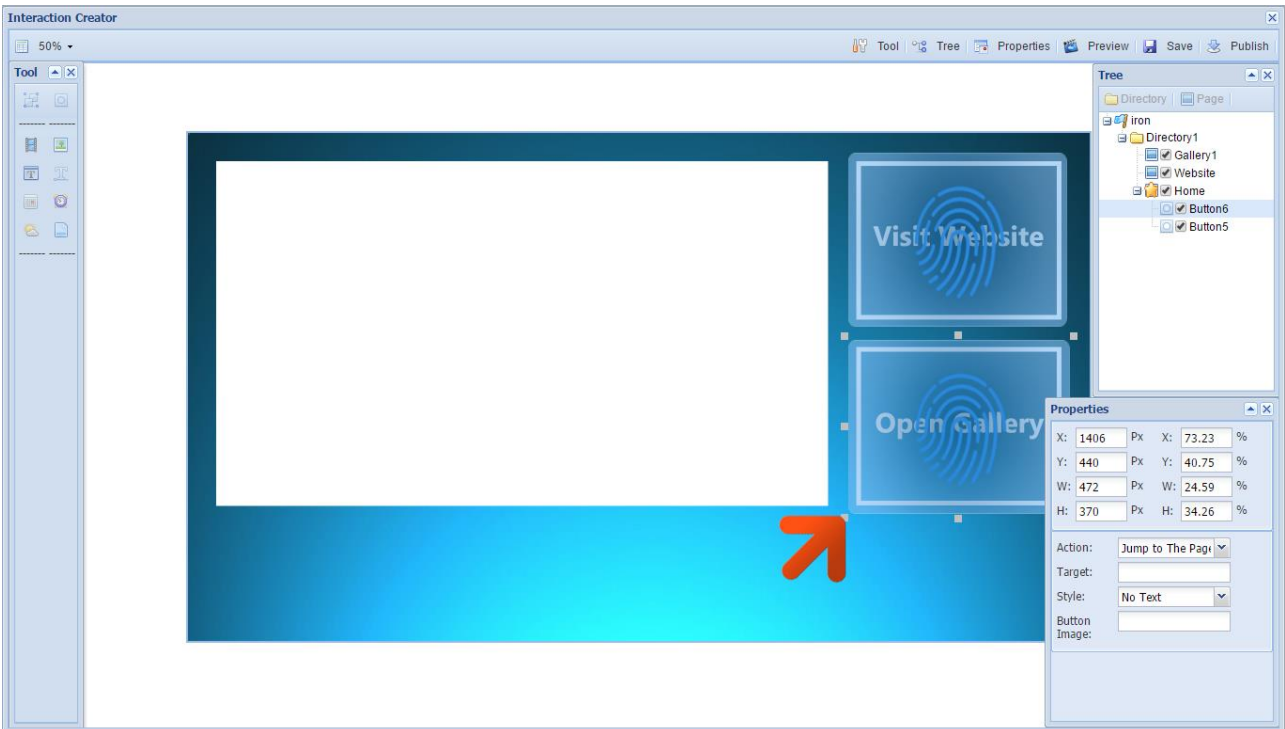 Interaction Creator
50%
Tool Tree Properties Preview Save Publish
Tool
Tree
Directory Page
iron
Directory1
Gallery1
Website
Home
Button6
Button5
Visit Website
Open Gallery
Properties
X: 1406 Px X: 73.23 %
Y: 440 Px Y: 40.75 %
W: 472 Px W: 24.59 %
H: 370 Px H: 34.26 %
Action: Jump to The Page
Target:
Style: No Text
Button
Image: